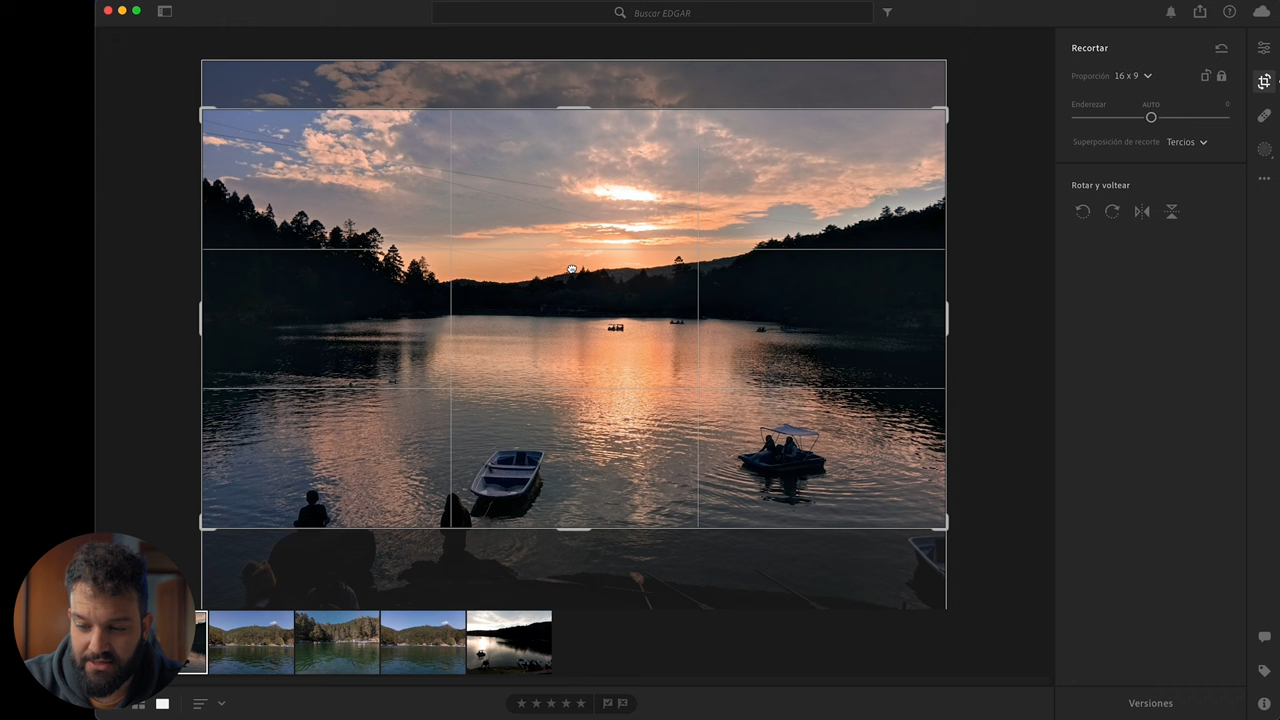 Buscar EDGAR
Recortar
Proporción 16 x 9
Enderezar AUTO 0
Superposición de recorte Tercios
Rotar y voltear
Versiones